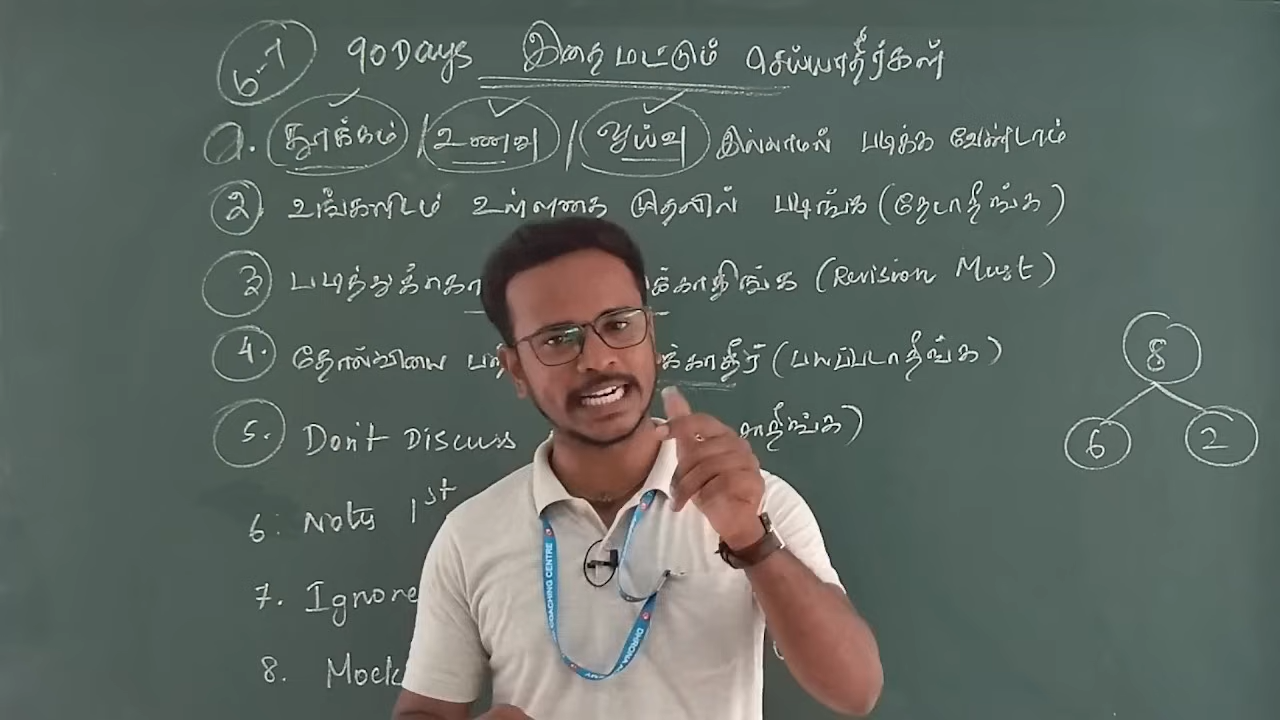 6-7 90 Days இதை மட்டும் செய்யாதீர்கள்
1. தூக்கம் / உணவு / ஓய்வு இல்லாமல் படிக்க வேண்டாம்
2. உங்களிடம் உள்ளதை முதலில் படிங்க (தேடாதீங்க)
3. (Revision Must)
4. தோல்வியை (பயப்படாதீங்க)
5. Don't Discuss
6. Notes 1st
7. Ignore
8. Mock
8
6 2
COACHING CENTRE